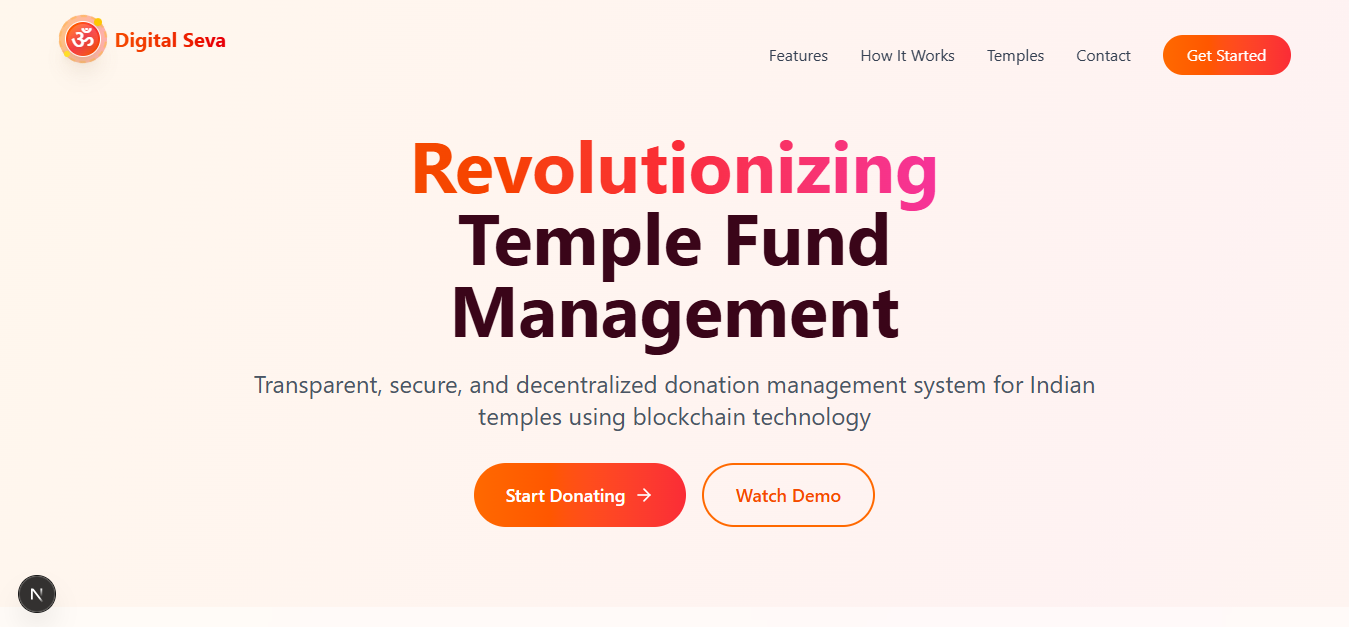 ॐ
Digital Seva
Features
How It Works
Temples
Contact
Get Started
Revolutionizing
Temple Fund
Management
Transparent, secure, and decentralized donation management system for Indian
temples using blockchain technology
Start Donating →
Watch Demo
N